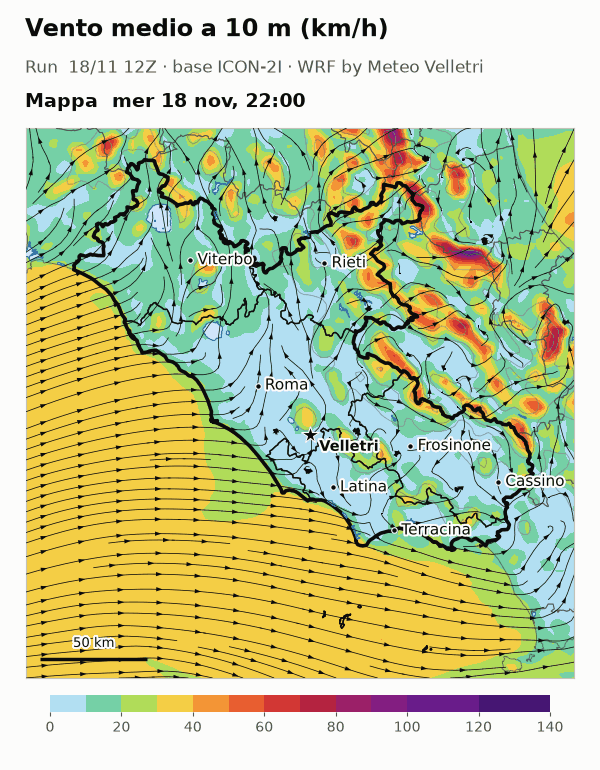 Vento medio a 10 m (km/h)
Run 18/11 12Z · base ICON-2I · WRF by Meteo Velletri
Mappa mer 18 nov, 22:00
Viterbo
Rieti
Roma
Velletri
Frosinone
Latina
Cassino
Terracina
50 km
0 20 40 60 80 100 120 140